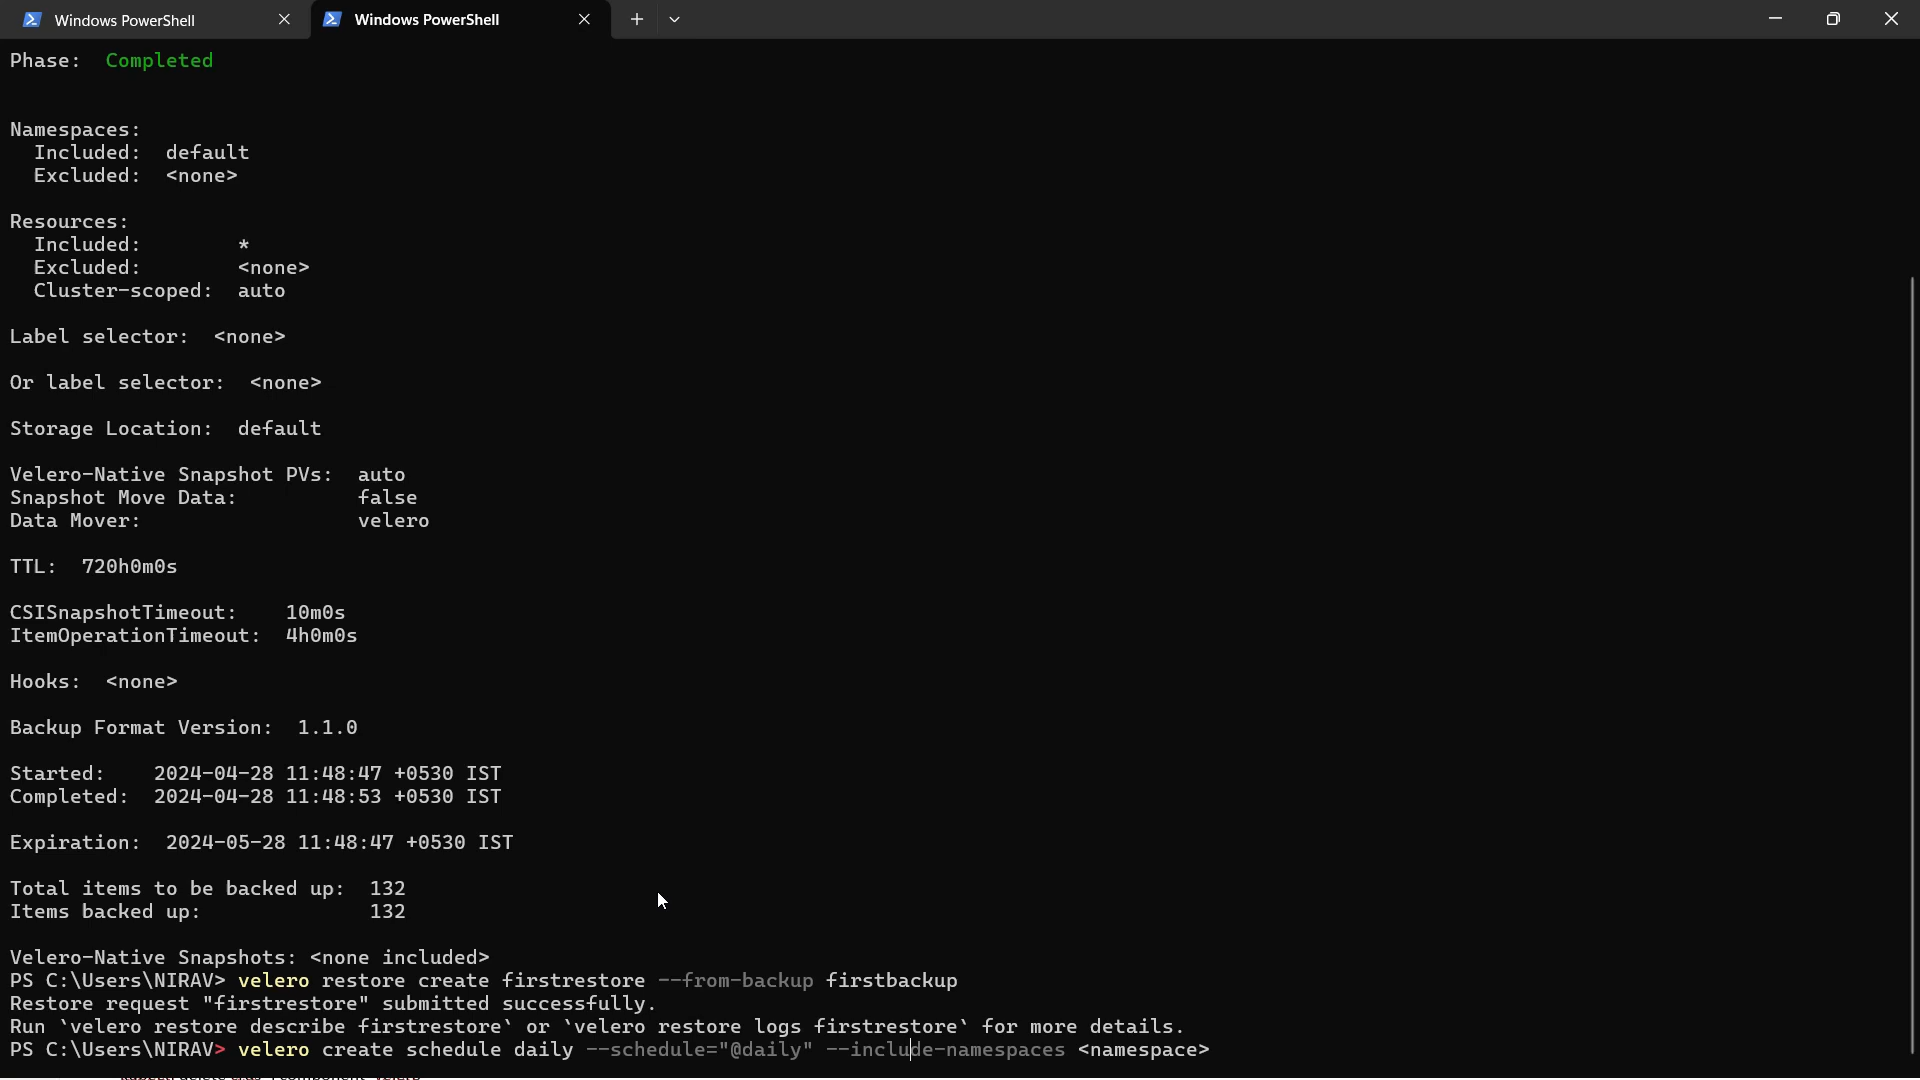 Windows PowerShell
Windows PowerShell
Phase: Completed
Namespaces:
Included: default
Excluded: <none>
Resources:
Included: *
Excluded: <none>
Cluster-scoped: auto
Label selector: <none>
Or label selector: <none>
Storage Location: default
Velero-Native Snapshot PVs: auto
Snapshot Move Data: false
Data Mover: velero
TTL: 720h0m0s
CSISnapshotTimeout: 10m0s
ItemOperationTimeout: 4h0m0s
Hooks: <none>
Backup Format Version: 1.1.0
Started: 2024-04-28 11:48:47 +0530 IST
Completed: 2024-04-28 11:48:53 +0530 IST
Expiration: 2024-05-28 11:48:47 +0530 IST
Total items to be backed up: 132
Items backed up: 132
Velero-Native Snapshots: <none included>
PS C:\Users\NIRAV> velero restore create firstrestore --from-backup firstbackup
Restore request "firstrestore" submitted successfully.
Run `velero restore describe firstrestore` or `velero restore logs firstrestore` for more details.
PS C:\Users\NIRAV> velero create schedule daily --schedule="@daily" --include-namespaces <namespace>